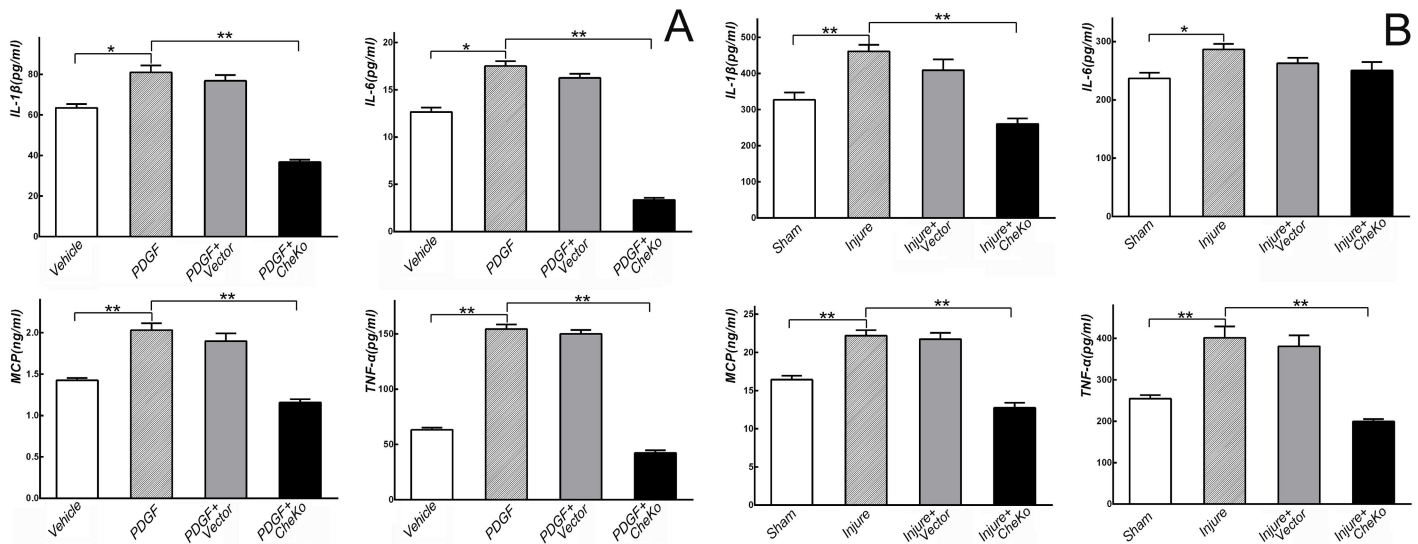 A
B
IL-1β(pg/ml)
80
60
40
20
0
*
**
Vehicle
PDGF
PDGF+
Vector
PDGF+
CheKo
IL-6(pg/ml)
20
15
10
5
0
*
**
Vehicle
PDGF
PDGF+
Vector
PDGF+
CheKo
IL-1β(pg/ml)
500
400
300
200
100
0
**
**
Sham
Injure
Injure+
Vector
Injure+
CheKo
IL-6(pg/ml)
300
200
100
0
*
Sham
Injure
Injure+
Vector
Injure+
CheKo
MCP(ng/ml)
2.0
1.5
1.0
0.5
0.0
**
**
Vehicle
PDGF
PDGF+
Vector
PDGF+
CheKo
TNF-α(pg/ml)
150
100
50
0
**
**
Vehicle
PDGF
PDGF+
Vector
PDGF+
CheKo
MCP(ng/ml)
25
20
15
10
5
0
**
**
Sham
Injure
Injure+
Vector
Injure+
CheKo
TNF-α(pg/ml)
400
300
200
100
0
**
**
Sham
Injure
Injure+
Vector
Injure+
CheKo